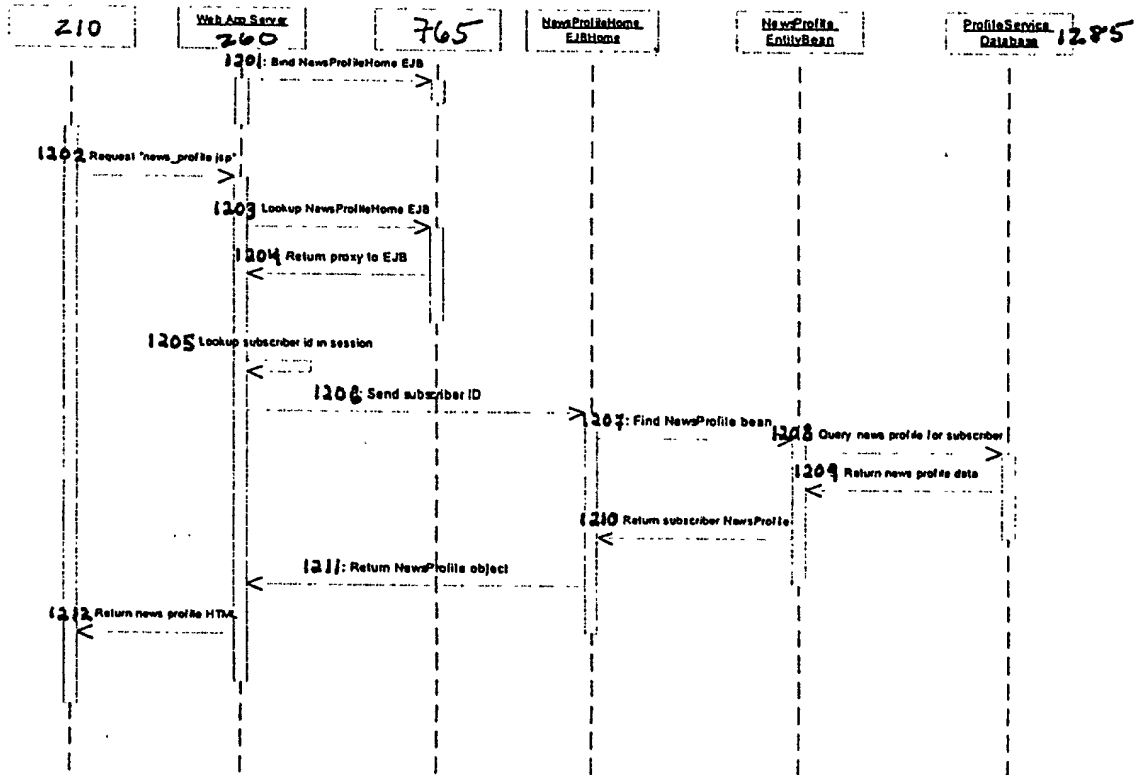 210
Web App Server
260
765
NewsProfileHome
EJBHome
NewsProfile
EntityBean
ProfileService
Database
1285
1201: Bind NewsProfileHome EJB
1202 Request "news_profile jsp"
1203 Lookup NewsProfileHome EJB
1204 Return proxy to EJB
1205 Lookup subscriber id in session
1206: Send subscriber ID
1207: Find NewsProfile bean
1208 Query news profile for subscriber
1209 Return news profile data
1210 Return subscriber NewsProfile
1211: Return NewsProfile object
1212 Return news profile HTML